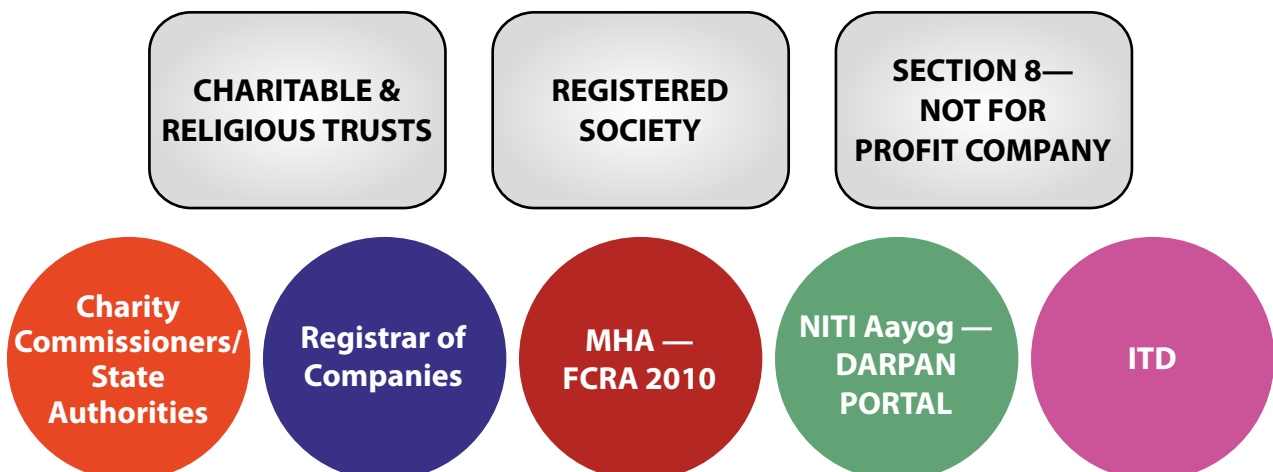 CHARITABLE &
RELIGIOUS TRUSTS
REGISTERED
SOCIETY
SECTION 8—
NOT FOR
PROFIT COMPANY
Charity
Commissioners/
State
Authorities
Registrar of
Companies
MHA —
FCRA 2010
NITI Aayog —
DARPAN
PORTAL
ITD